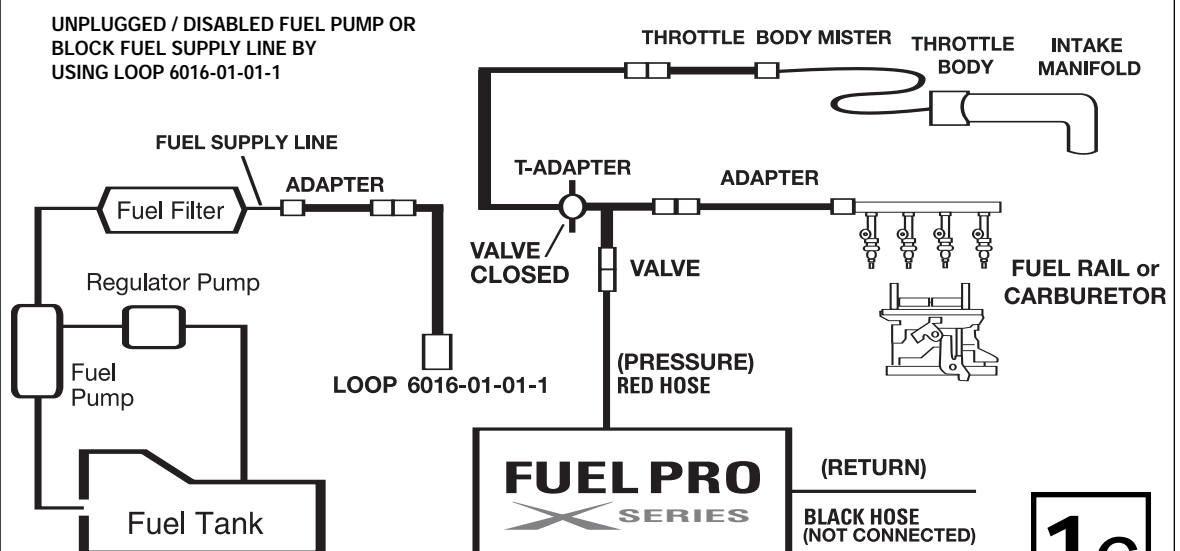 UNPLUGGED / DISABLED FUEL PUMP OR
BLOCK FUEL SUPPLY LINE BY
USING LOOP 6016-01-01-1
THROTTLE BODY MISTER
THROTTLE
BODY
INTAKE
MANIFOLD
FUEL SUPPLY LINE
ADAPTER
Fuel Filter
T-ADAPTER
ADAPTER
VALVE
CLOSED
VALVE
FUEL RAIL or
CARBURETOR
Regulator Pump
Fuel
Pump
LOOP 6016-01-01-1
(PRESSURE)
RED HOSE
Fuel Tank
FUEL PRO
X SERIES
(RETURN)
BLACK HOSE
(NOT CONNECTED)